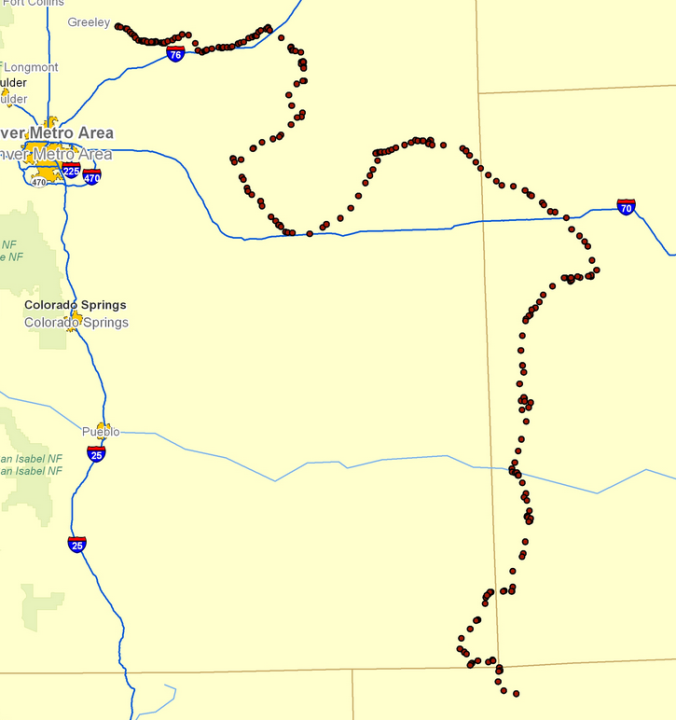 Fort Collins
Greeley
76
Longmont
ulder
ulder
ver Metro Area
nver Metro Area
225
470
470
70
NF
e NF
Colorado Springs
Colorado Springs
Pueblo
25
an Isabel NF
an Isabel NF
25